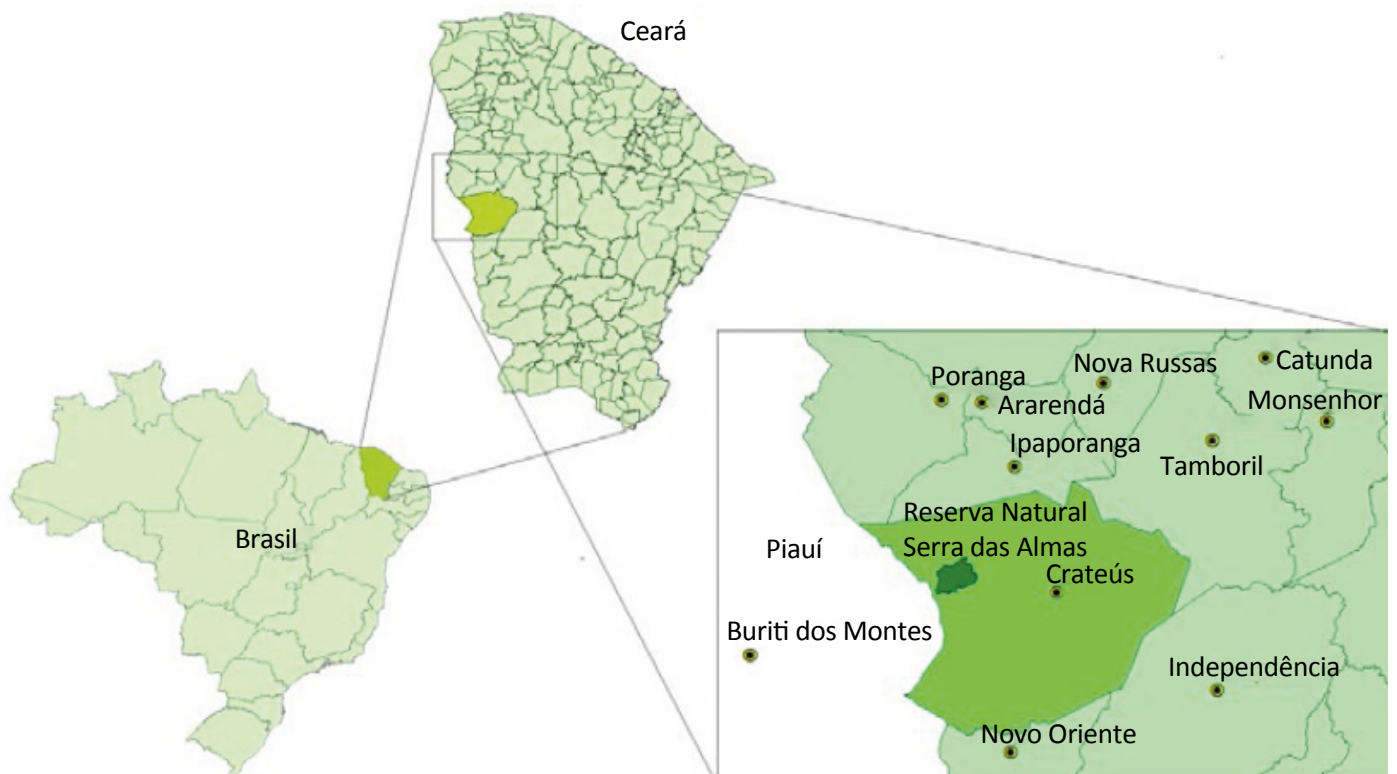 Ceará
Brasil
Nova Russas
Catunda
Poranga
Ararendá
Monsenhor
Ipaporanga
Tamboril
Reserva Natural
Serra das Almas
Piauí
Crateús
Buriti dos Montes
Independência
Novo Oriente